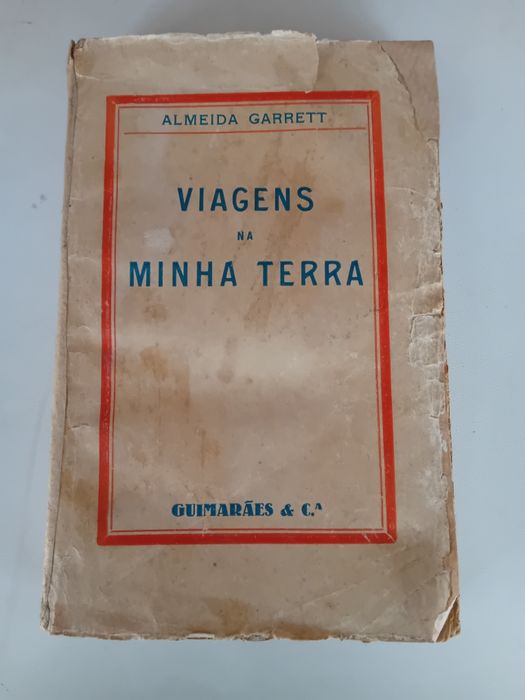 ALMEIDA GARRETT
VIAGENS
NA
MINHA TERRA
GUIMARÃES & C.ª